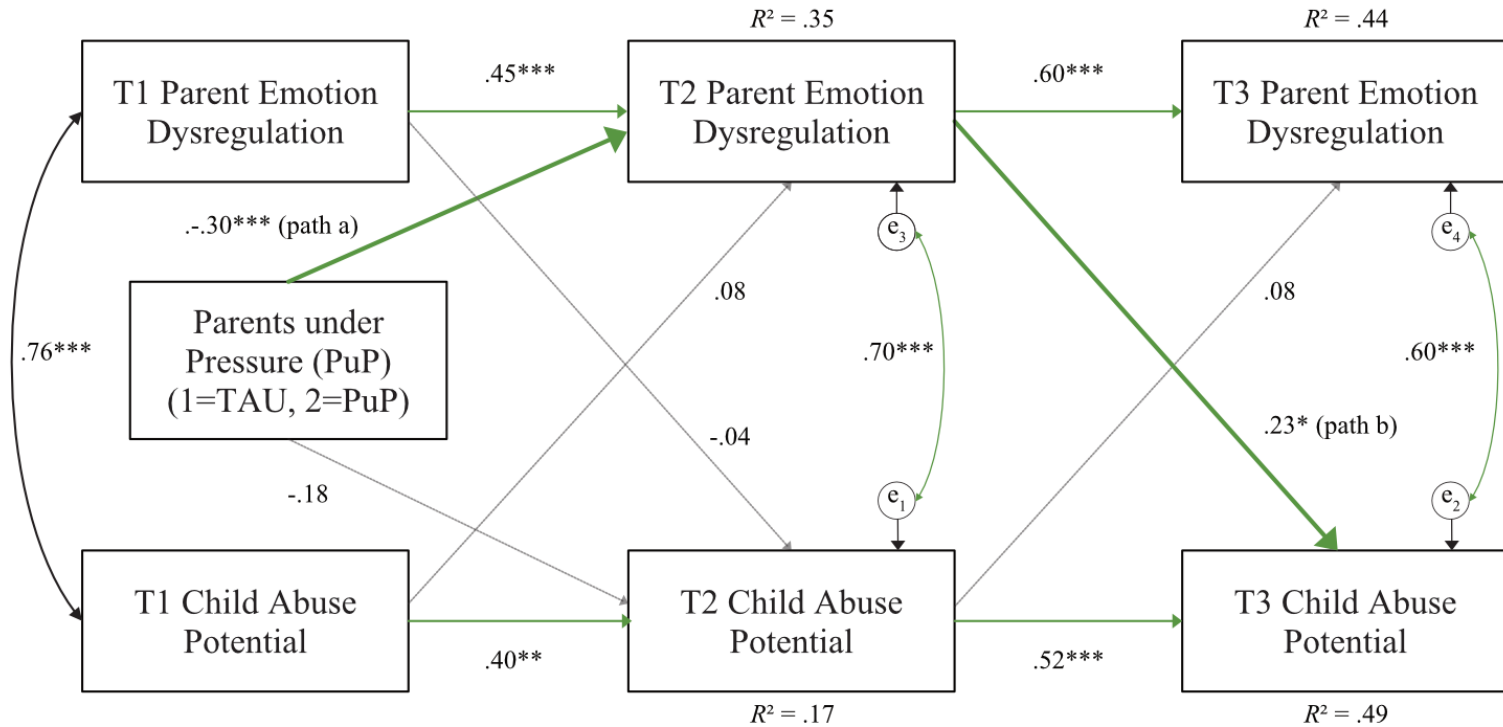 R² = .35
R² = .44
T1 Parent Emotion
Dysregulation
.45***
T2 Parent Emotion
Dysregulation
.60***
T3 Parent Emotion
Dysregulation
.-.30*** (path a)
e₃
e₄
Parents under
Pressure (PuP)
(1=TAU, 2=PuP)
.76***
.08
.08
.70***
.60***
-.04
.23* (path b)
-.18
e₁
e₂
T1 Child Abuse
Potential
.40**
T2 Child Abuse
Potential
.52***
T3 Child Abuse
Potential
R² = .17
R² = .49